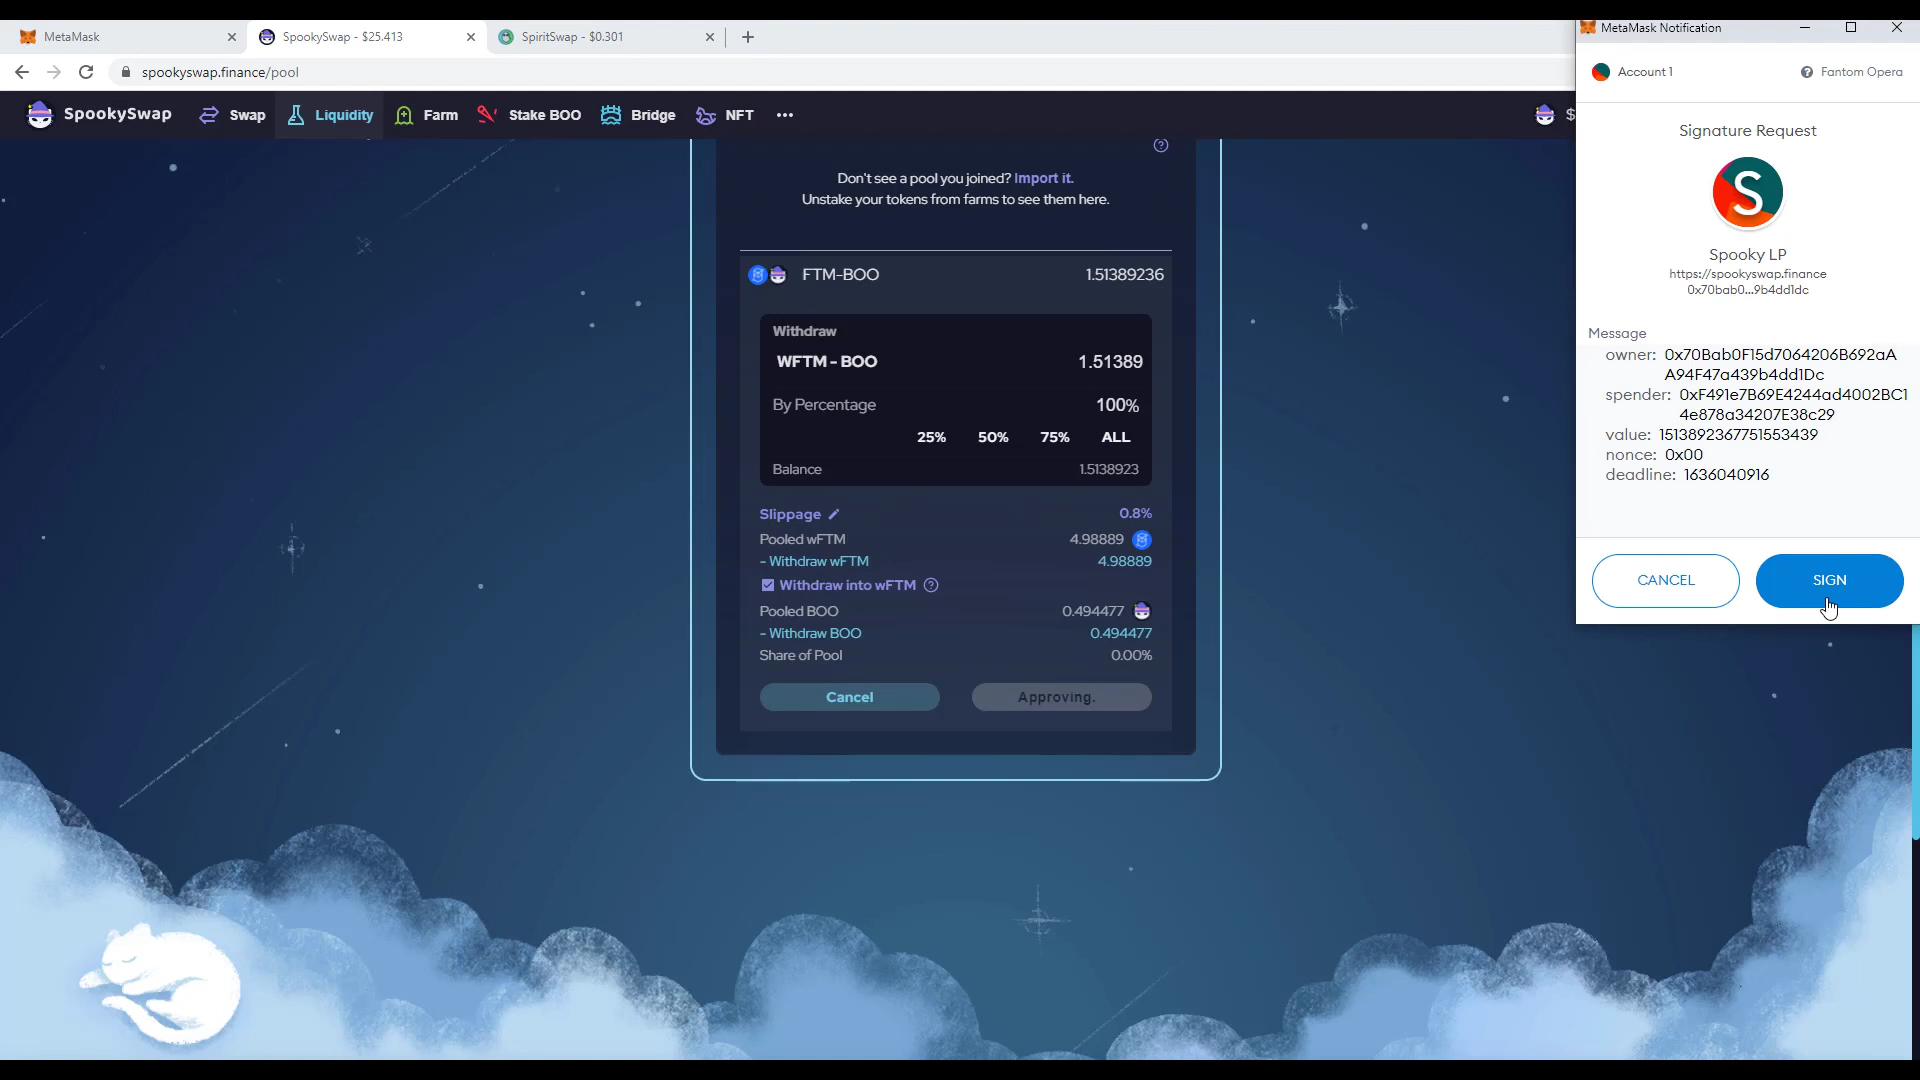 MetaMask
SpookySwap - $25.413
SpiritSwap - $0.301
MetaMask Notification
spookyswap.finance/pool
Account 1
Fantom Opera
SpookySwap
Swap
Liquidity
Farm
Stake BOO
Bridge
NFT
$
Signature Request
S
Spooky LP
https://spookyswap.finance
0x70bab0...9b4dd1dc
Don't see a pool you joined? Import it.
Unstake your tokens from farms to see them here.
FTM-BOO 1.51389236
Withdraw
WFTM - BOO 1.51389
By Percentage 100%
25% 50% 75% ALL
Balance 1.5138923
Slippage 0.8%
Pooled wFTM 4.98889
- Withdraw wFTM 4.98889
Withdraw into wFTM
Pooled BOO 0.494477
- Withdraw BOO 0.494477
Share of Pool 0.00%
Cancel
Approving.
Message
owner: 0x70Bab0F15d7064206B692aA
A94F47a439b4dd1Dc
spender: 0xF491e7B69E4244ad4002BC1
4e878a34207E38c29
value: 1513892367751553439
nonce: 0x00
deadline: 1636040916
CANCEL
SIGN